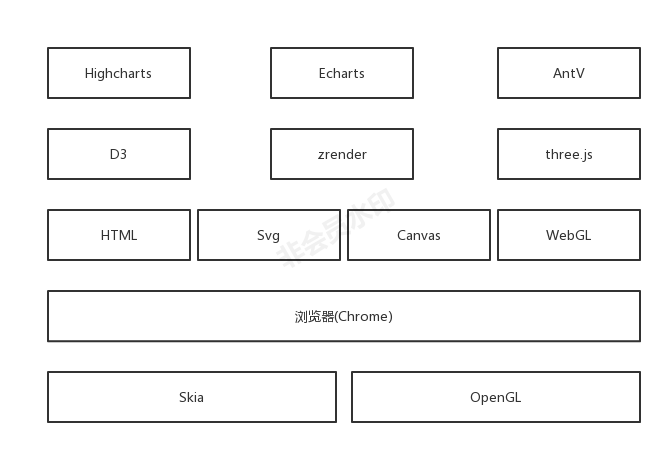 Highcharts
Echarts
AntV
D3
zrender
three.js
HTML
Svg
Canvas
WebGL
非会员水印
浏览器(Chrome)
Skia
OpenGL